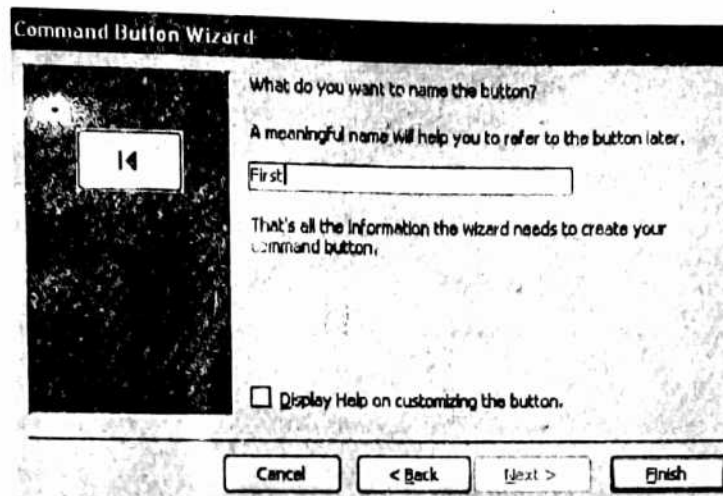 Command Button Wizard
What do you want to name the button?
A meaningful name will help you to refer to the button later.
First
That's all the information the wizard needs to create your
command button.
Display Help on customizing the button.
Cancel
< Back
Next >
Finish